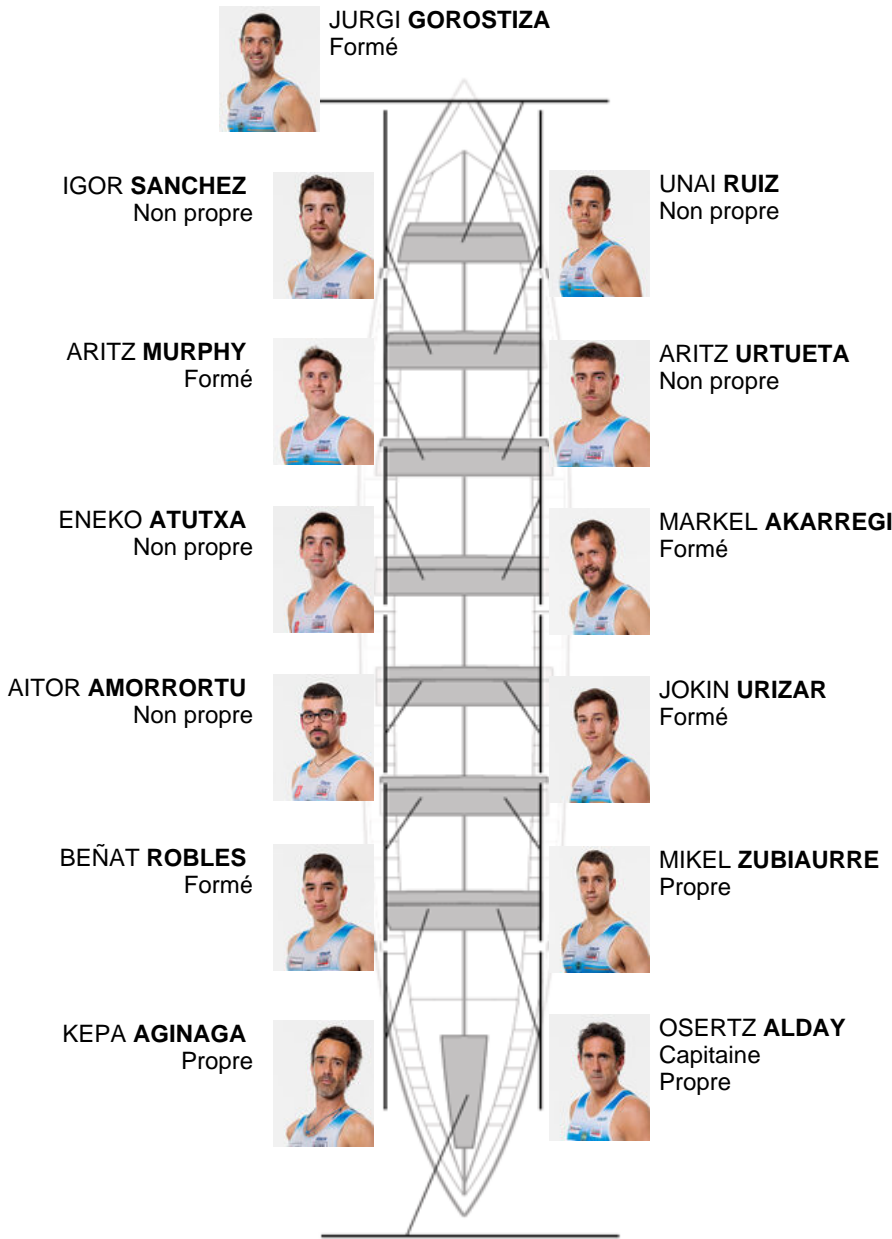 JURGI GOROSTIZA
Formé
IGOR SANCHEZ
Non propre
UNAI RUIZ
Non propre
ARITZ MURPHY
Formé
ARITZ URTUETA
Non propre
ENEKO ATUTXA
Non propre
MARKEL AKARREGI
Formé
AITOR AMORRORTU
Non propre
JOKIN URIZAR
Formé
BEÑAT ROBLES
Formé
MIKEL ZUBIAURRE
Propre
KEPA AGINAGA
Propre
OSERTZ ALDAY
Capitaine
Propre